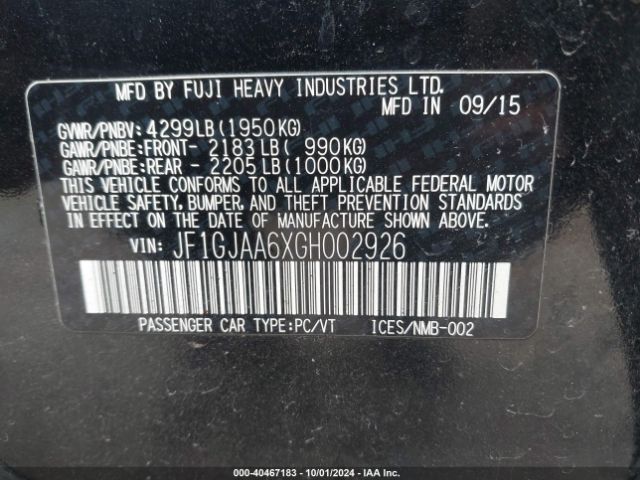 MFD BY FUJI HEAVY INDUSTRIES LTD.
MFD IN 09/15
GVWR/PNBV: 4299LB(1950KG)
GAWR/PNBE:FRONT- 2183LB( 990KG)
GAWR/PNBE:REAR - 2205LB(1000KG)
THIS VEHICLE CONFORMS TO ALL APPLICABLE FEDERAL MOTOR
VEHICLE SAFETY, BUMPER, AND THEFT PREVENTION STANDARDS
IN EFFECT ON THE DATE OF MANUFACTURE SHOWN ABOVE.
VIN: JF1GJAA6XGH002926
PASSENGER CAR TYPE:PC/VT ICES/NMB-002
000-40467183 - 10/01/2024 - IAA Inc.